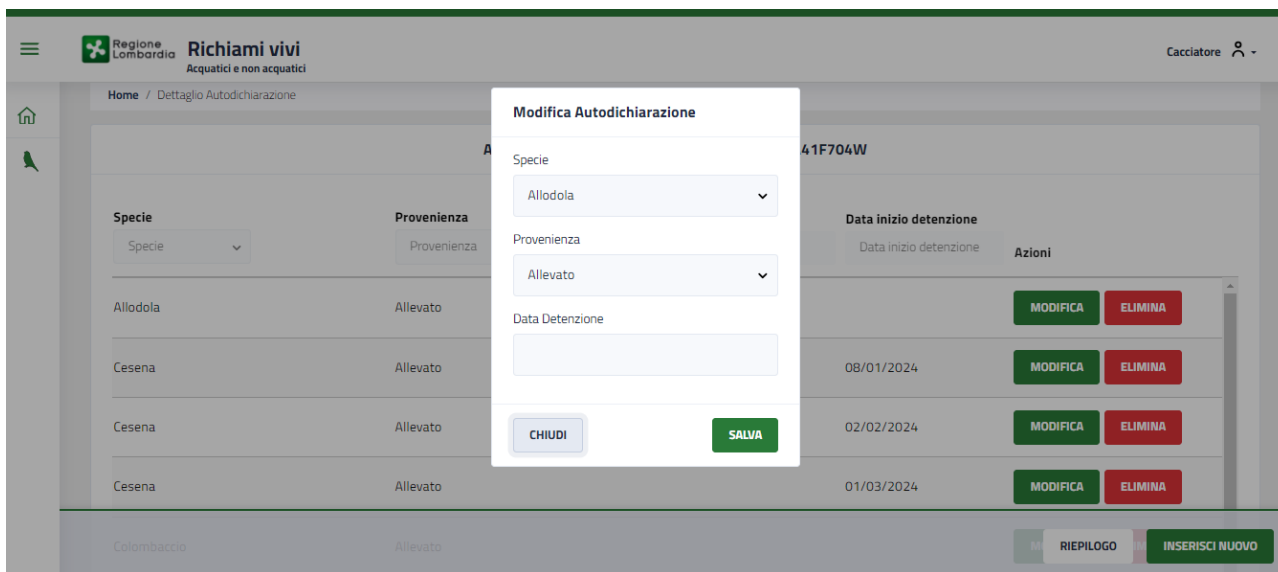 Regione
Lombardia
Richiami vivi
Acquatici e non acquatici
Cacciatore
Home / Dettaglio Autodichiarazione
A
41F704W
Modifica Autodichiarazione
Specie
Allodola
Provenienza
Allevato
Data Detenzione
CHIUDI
SALVA
Specie
Provenienza
Data inizio detenzione
Specie
Provenienza
Data inizio detenzione
Azioni
Allodola Allevato MODIFICA ELIMINA
Cesena Allevato 08/01/2024 MODIFICA ELIMINA
Cesena Allevato 02/02/2024 MODIFICA ELIMINA
Cesena Allevato 01/03/2024 MODIFICA ELIMINA
Colombaccio Allevato
RIEPILOGO
INSERISCI NUOVO